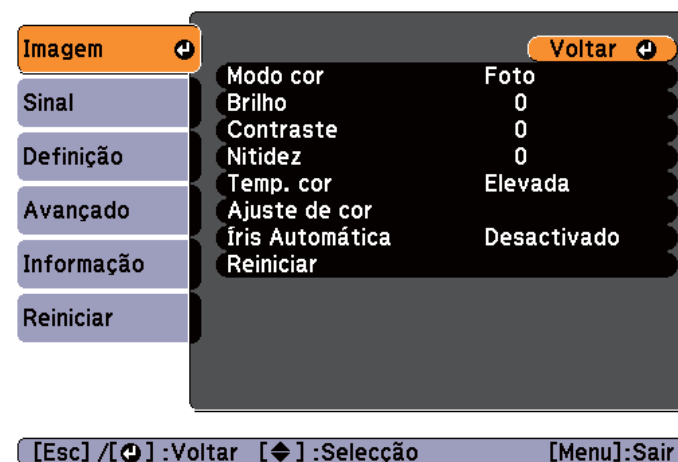 Imagem
Sinal
Definição
Avançado
Informação
Reiniciar
Voltar
Modo cor Foto
Brilho 0
Contraste 0
Nitidez 0
Temp. cor Elevada
Ajuste de cor
Íris Automática Desactivado
Reiniciar
[Esc] /[ ] :Voltar [ ] :Selecção [Menu]:Sair